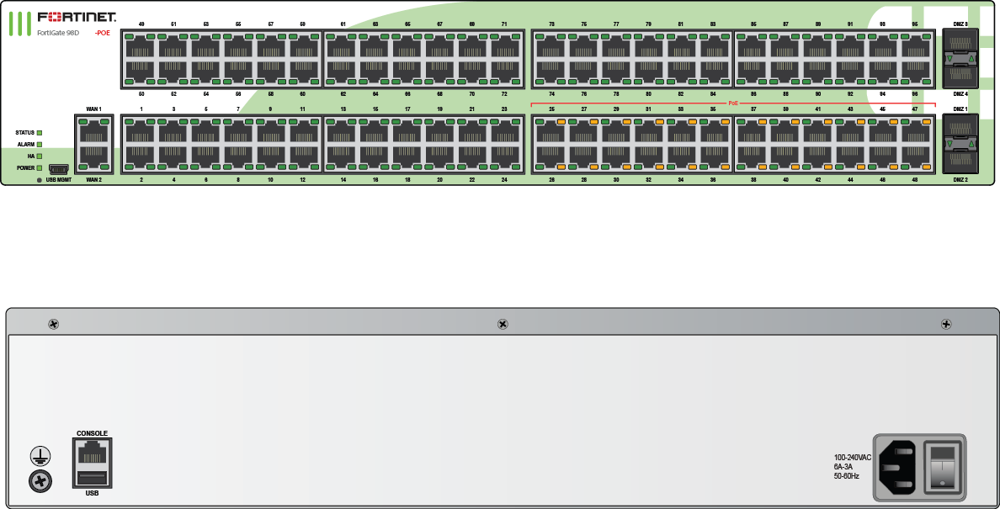 FORTINET
FortiGate 98D -POE
49 51 53 55 57 59 61 63 65 67 69 71 73 75 77 79 81 83 85 87 89 91 93 95 DMZ 3
50 52 54 56 58 60 62 64 66 68 70 72 74 76 78 80 82 84 86 88 90 92 94 96 DMZ 4
PoE
WAN 1 1 3 5 7 9 11 13 15 17 19 21 23 25 27 29 31 33 35 37 39 41 43 45 47 DMZ 1
STATUS
ALARM
HA
POWER
USB MGMT WAN 2 2 4 6 8 10 12 14 16 18 20 22 24 26 28 30 32 34 36 38 40 42 44 46 48 DMZ 2
CONSOLE
100-240VAC
6A-3A
50-60Hz
USB